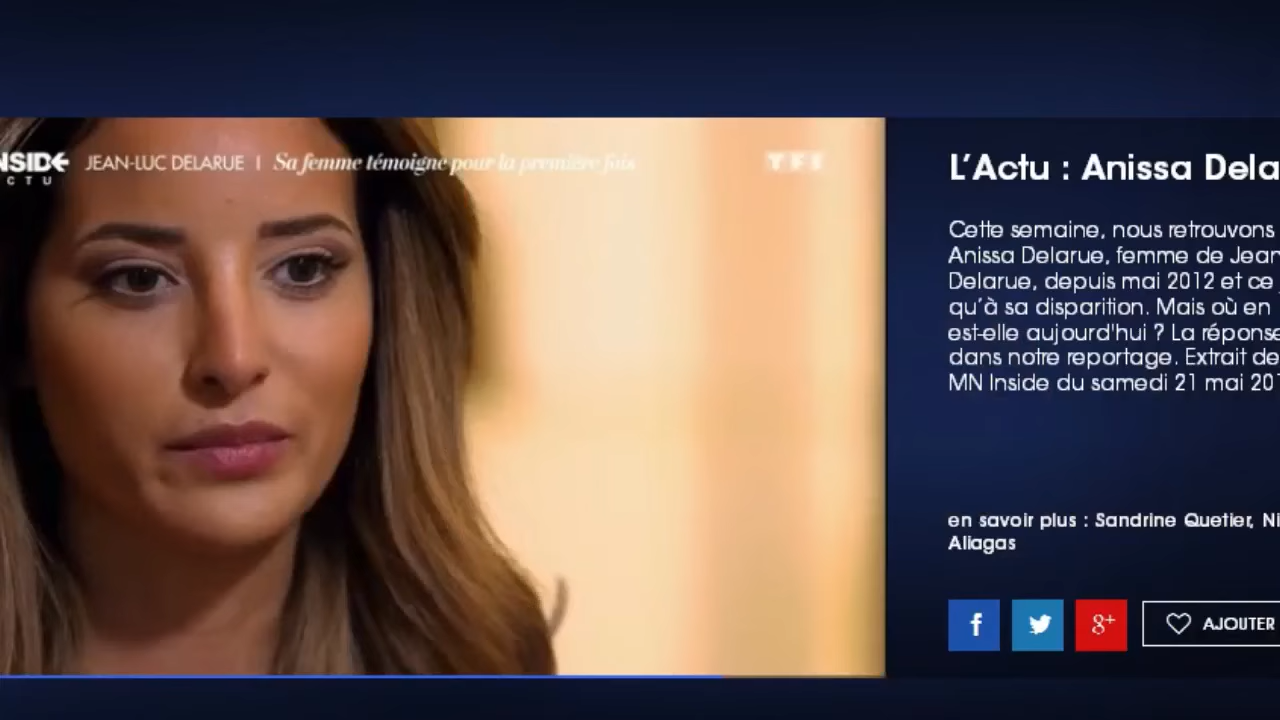 NSIDE
CTU
JEAN-LUC DELARUE | Sa femme témoigne pour la première fois
TF1
L'Actu : Anissa Dela
Cette semaine, nous retrouvons
Anissa Delarue, femme de Jean
Delarue, depuis mai 2012 et ce
qu'à sa disparition. Mais où en
est-elle aujourd'hui ? La réponse
dans notre reportage. Extrait de
MN Inside du samedi 21 mai 201
en savoir plus : Sandrine Quetier, Ni
Aliagas
f
g+
AJOUTER